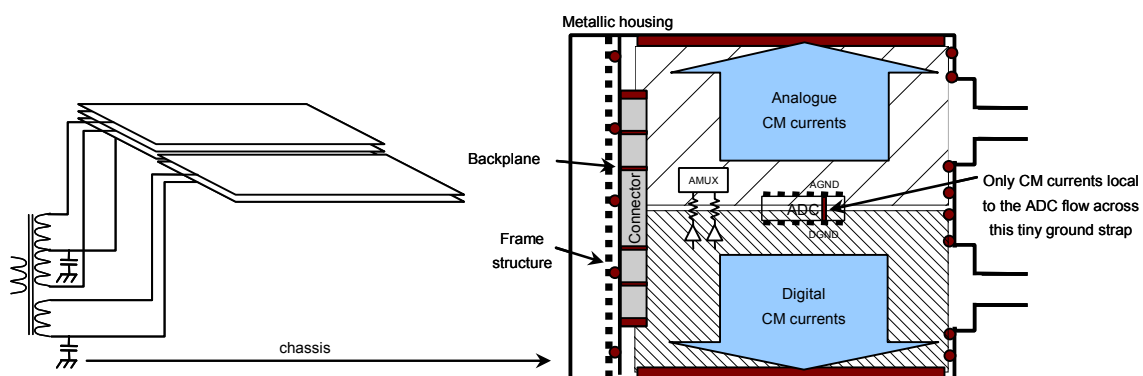 Metallic housing
Analogue
CM currents
Backplane
Connector
AMUX
AGND
ADC
DGND
Only CM currents local
to the ADC flow across
this tiny ground strap
Frame
structure
Digital
CM currents
chassis